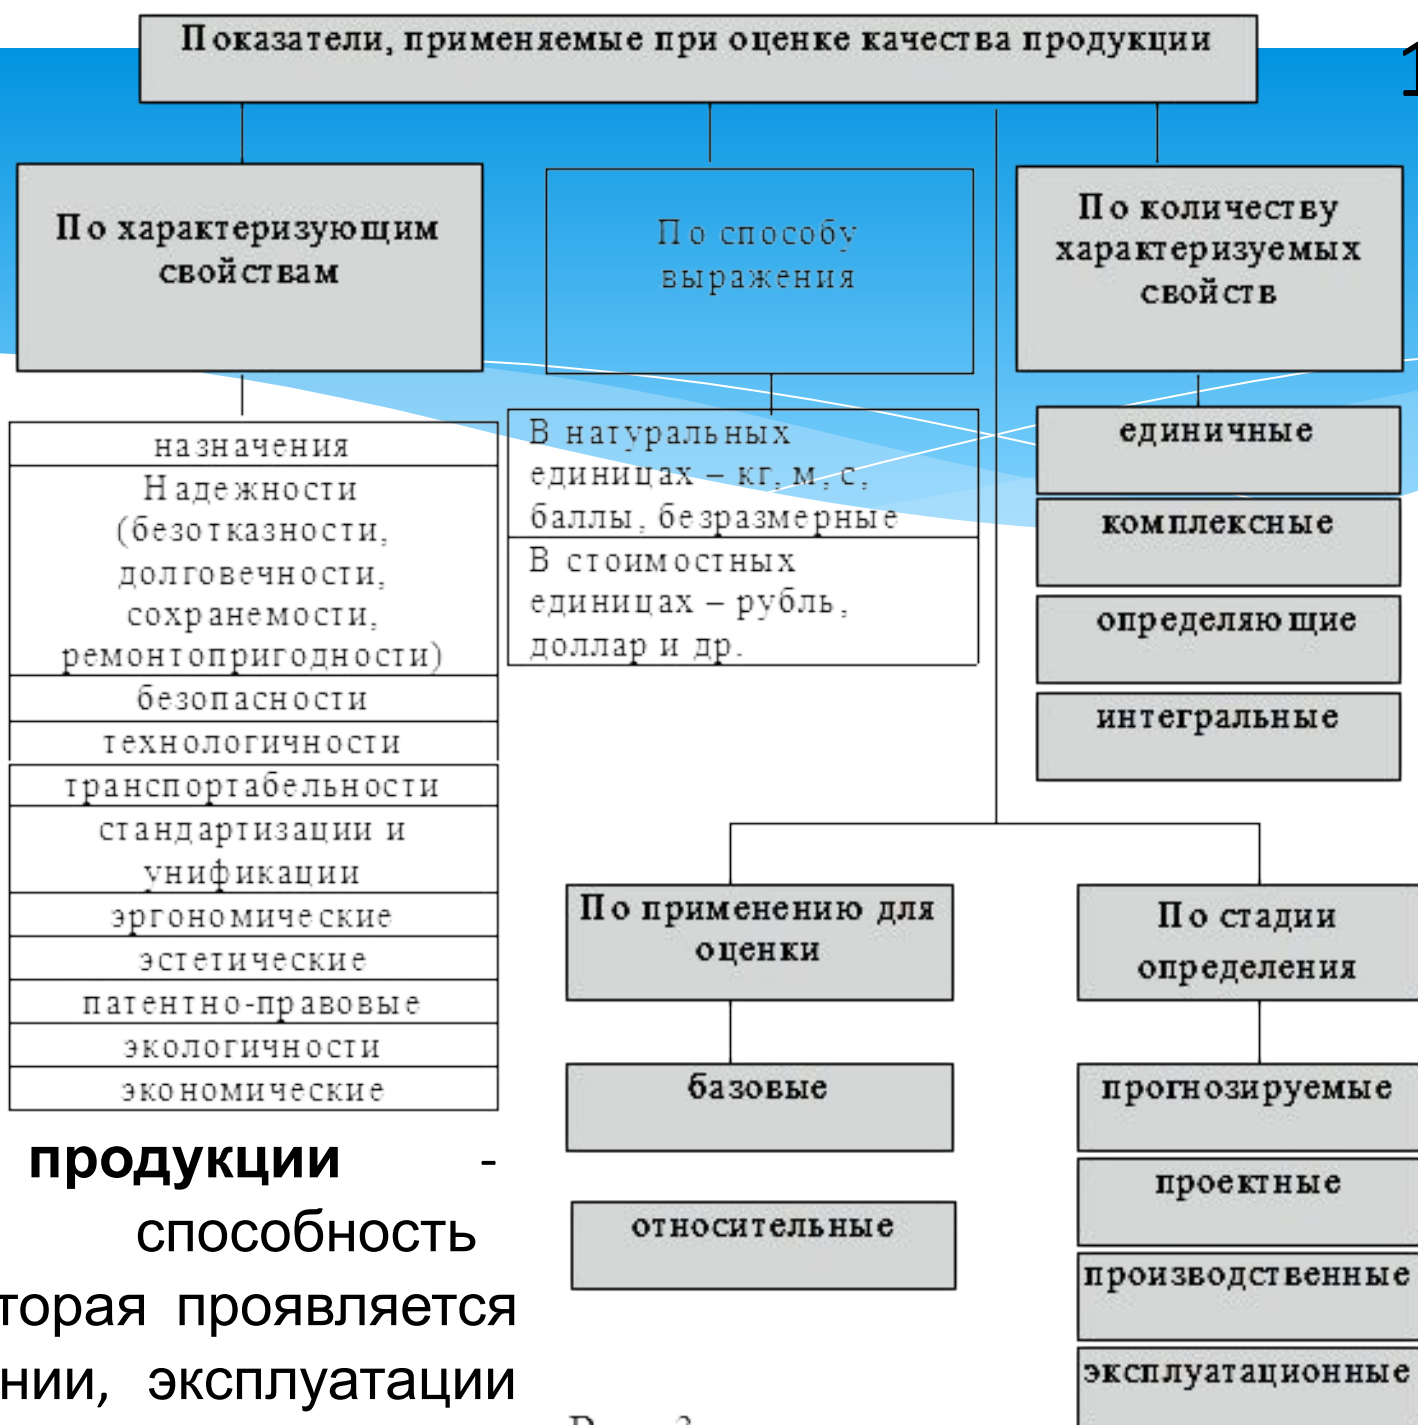 Показатели, применяемые при оценке качества продукции
1
По характеризующим
свойствам
По способу
выражения
По количеству
характеризуемых
свойств
назначения
Надежности
(безотказности,
долговечности,
сохранемости,
ремонтопригодности)
безопасности
технологичности
транспортабельности
стандартизации и
унификации
эргономические
эстетические
патентно-правовые
экологичности
экономические
В натуральных
единицах – кг, м, с,
баллы, безразмерные
В стоимостных
единицах – рубль,
доллар и др.
единичные
комплексные
определяющие
интегральные
По применению для
оценки
базовые
относительные
По стадии
определения
прогнозируемые
проектные
производственные
эксплуатационные
продукции -
способность
торая проявляется
нии, эксплуатации